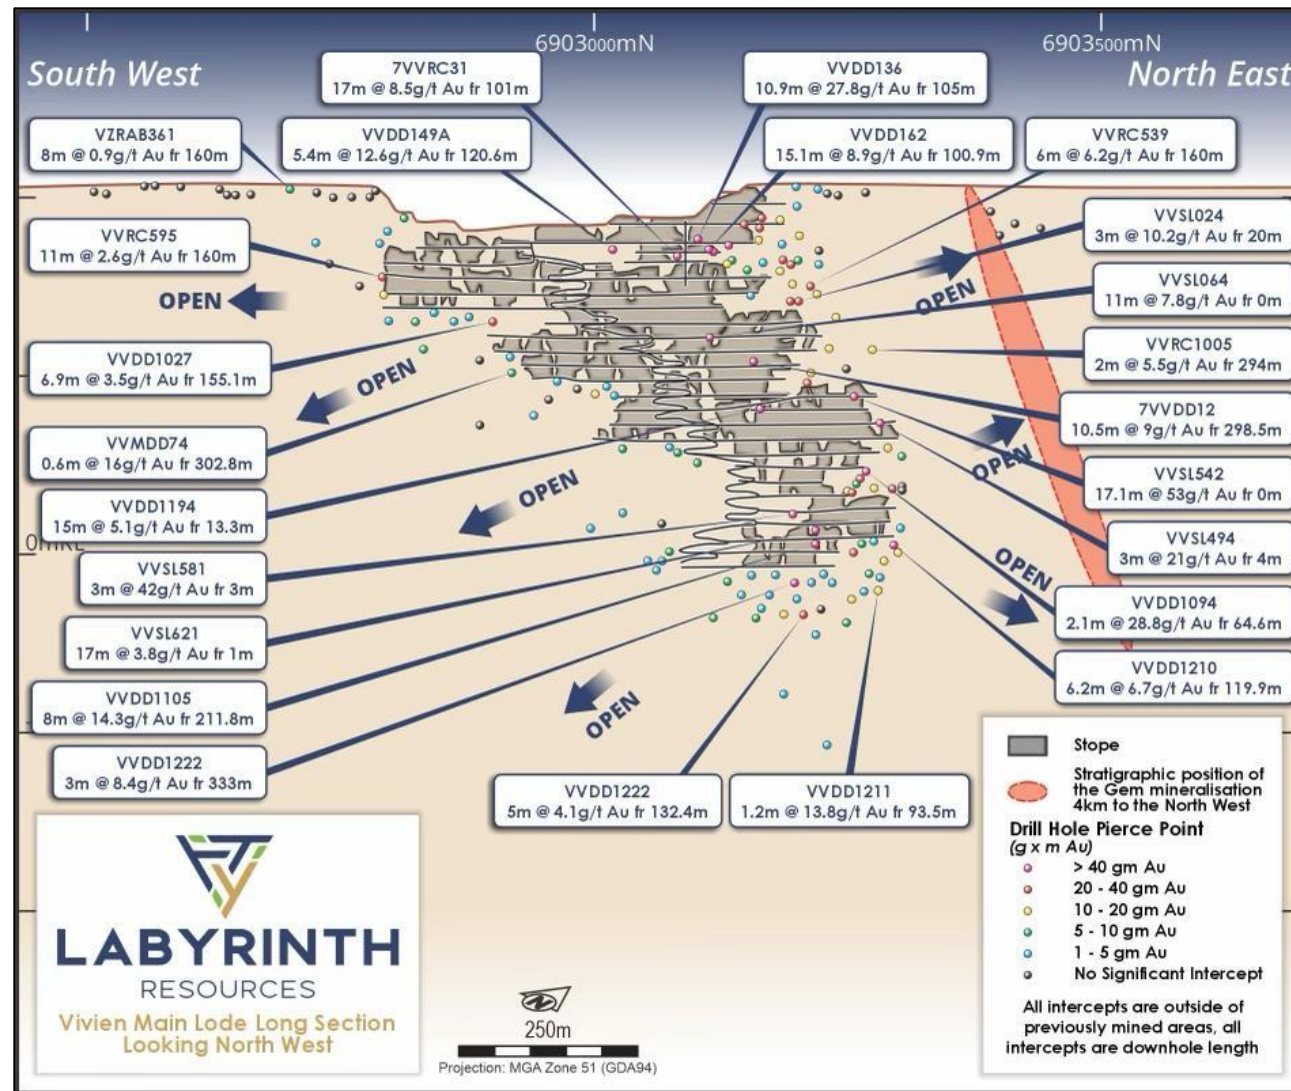 6903000mN
6903500mN
South West
North East
7VVRC31
17m @ 8.5g/t Au fr 101m
VVDD136
10.9m @ 27.8g/t Au fr 105m
VZRAB361
8m @ 0.9g/t Au fr 160m
VVDD149A
5.4m @ 12.6g/t Au fr 120.6m
VVDD162
15.1m @ 8.9g/t Au fr 100.9m
VVRC539
6m @ 6.2g/t Au fr 160m
VVRC595
11m @ 2.6g/t Au fr 160m
VVSL024
3m @ 10.2g/t Au fr 20m
OPEN
OPEN
VVSL064
11m @ 7.8g/t Au fr 0m
VVDD1027
6.9m @ 3.5g/t Au fr 155.1m
OPEN
VVRC1005
2m @ 5.5g/t Au fr 294m
VVMDD74
0.6m @ 16g/t Au fr 302.8m
7VVDD12
10.5m @ 9g/t Au fr 298.5m
OPEN
VVDD1194
15m @ 5.1g/t Au fr 13.3m
OPEN
VVSL542
17.1m @ 53g/t Au fr 0m
0mRL
VVSL581
3m @ 42g/t Au fr 3m
VVSL494
3m @ 21g/t Au fr 4m
OPEN
VVSL621
17m @ 3.8g/t Au fr 1m
VVDD1094
2.1m @ 28.8g/t Au fr 64.6m
VVDD1105
8m @ 14.3g/t Au fr 211.8m
OPEN
VVDD1210
6.2m @ 6.7g/t Au fr 119.9m
VVDD1222
3m @ 8.4g/t Au fr 333m
VVDD1222
5m @ 4.1g/t Au fr 132.4m
VVDD1211
1.2m @ 13.8g/t Au fr 93.5m
Stope
Stratigraphic position of
the Gem mineralisation
4km to the North West
Drill Hole Pierce Point
(g x m Au)
> 40 gm Au
20 - 40 gm Au
10 - 20 gm Au
5 - 10 gm Au
1 - 5 gm Au
No Significant Intercept
All intercepts are outside of
previously mined areas, all
intercepts are downhole length
LABYRINTH
RESOURCES
Vivien Main Lode Long Section
Looking North West
N
250m
Projection: MGA Zone 51 (GDA94)